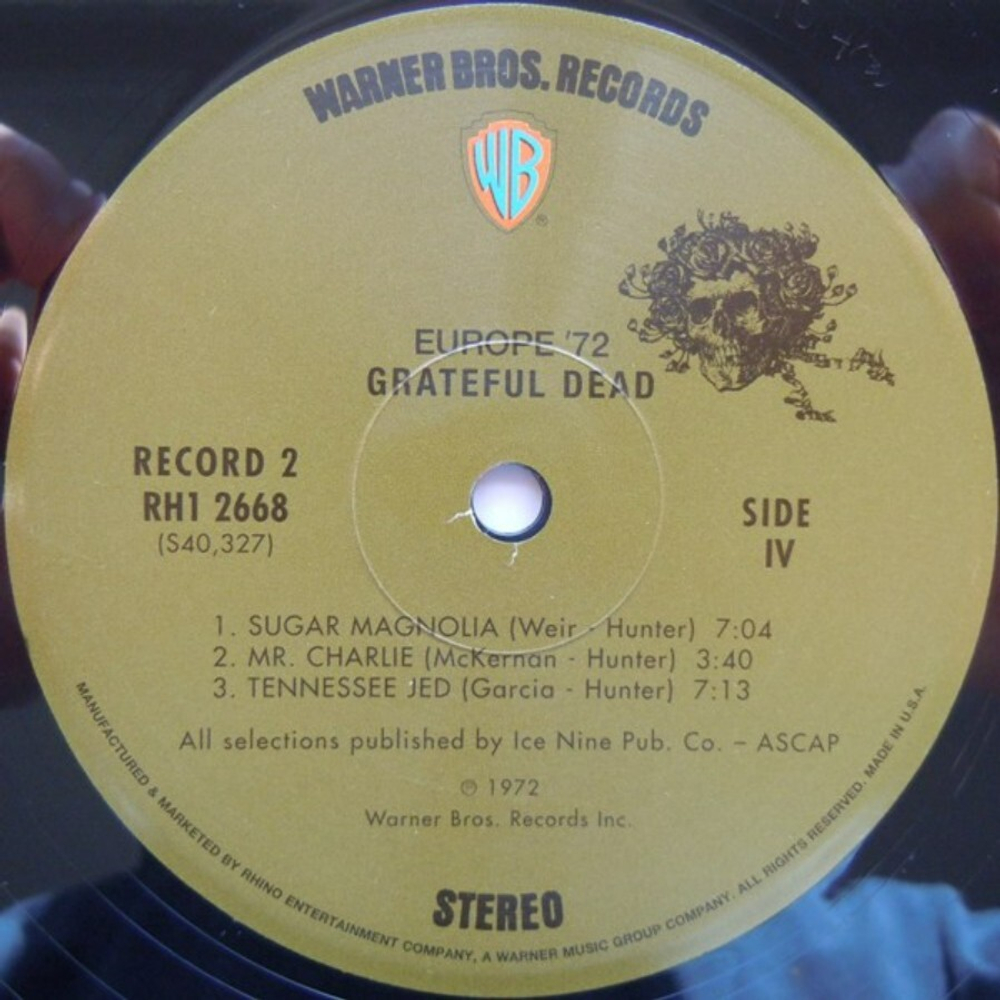 WARNER BROS. RECORDS
WB
®
EUROPE '72
GRATEFUL DEAD
RECORD 2
RH1 2668
(S40,327)
SIDE
IV
1. SUGAR MAGNOLIA (Weir - Hunter) 7:04
2. MR. CHARLIE (McKernan - Hunter) 3:40
3. TENNESSEE JED (Garcia - Hunter) 7:13
All selections published by Ice Nine Pub. Co. – ASCAP
℗ 1972
Warner Bros. Records Inc.
STEREO
MANUFACTURED & MARKETED BY RHINO ENTERTAINMENT COMPANY, A WARNER MUSIC GROUP COMPANY. ALL RIGHTS RESERVED. MADE IN U.S.A.